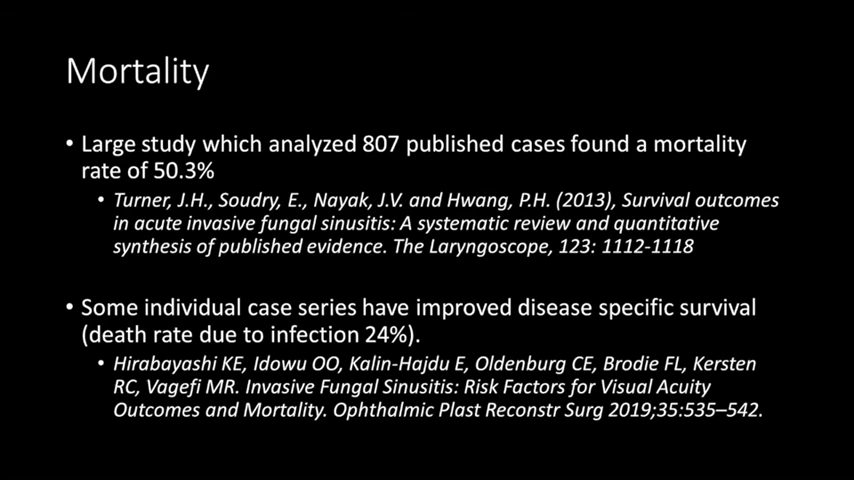 Mortality
• Large study which analyzed 807 published cases found a mortality
rate of 50.3%
• Turner, J.H., Soudry, E., Nayak, J.V. and Hwang, P.H. (2013), Survival outcomes
in acute invasive fungal sinusitis: A systematic review and quantitative
synthesis of published evidence. The Laryngoscope, 123: 1112-1118
• Some individual case series have improved disease specific survival
(death rate due to infection 24%).
• Hirabayashi KE, Idowu OO, Kalin-Hajdu E, Oldenburg CE, Brodie FL, Kersten
RC, Vagefi MR. Invasive Fungal Sinusitis: Risk Factors for Visual Acuity
Outcomes and Mortality. Ophthalmic Plast Reconstr Surg 2019;35:535–542.